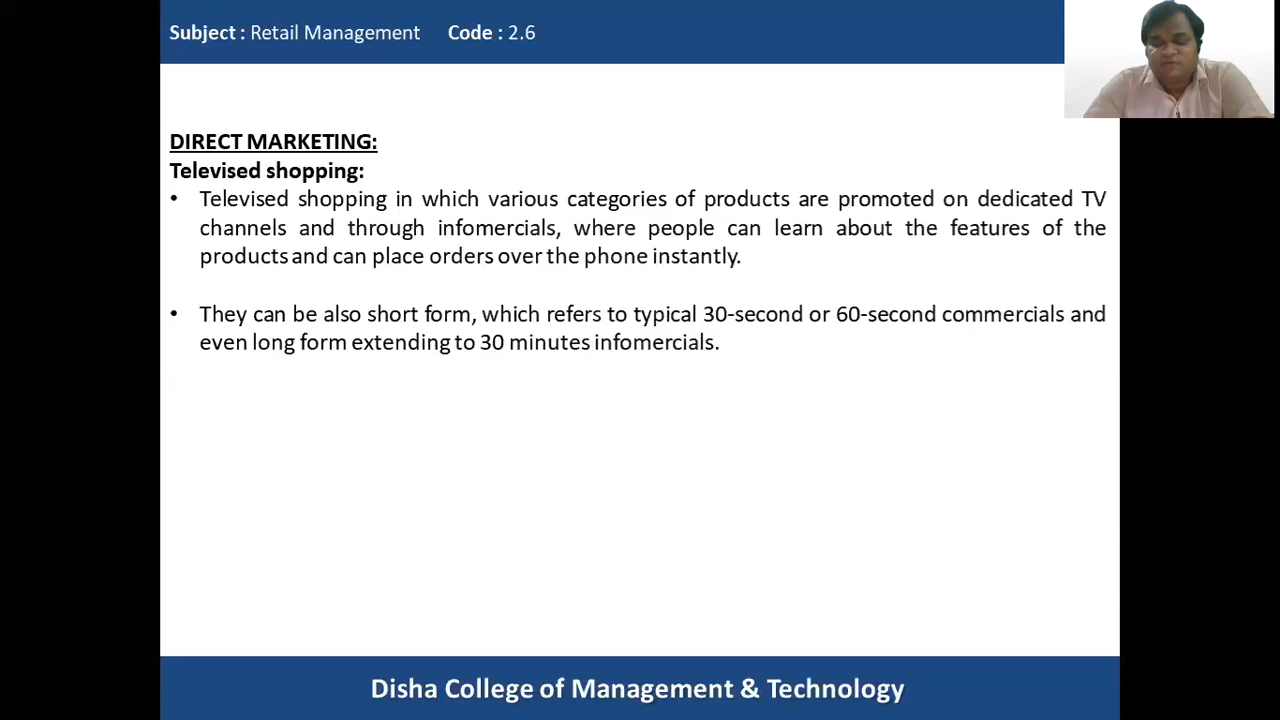 Subject : Retail Management Code : 2.6
DIRECT MARKETING:
Televised shopping:
• Televised shopping in which various categories of products are promoted on dedicated TV
channels and through infomercials, where people can learn about the features of the
products and can place orders over the phone instantly.
• They can be also short form, which refers to typical 30-second or 60-second commercials and
even long form extending to 30 minutes infomercials.
Disha College of Management & Technology